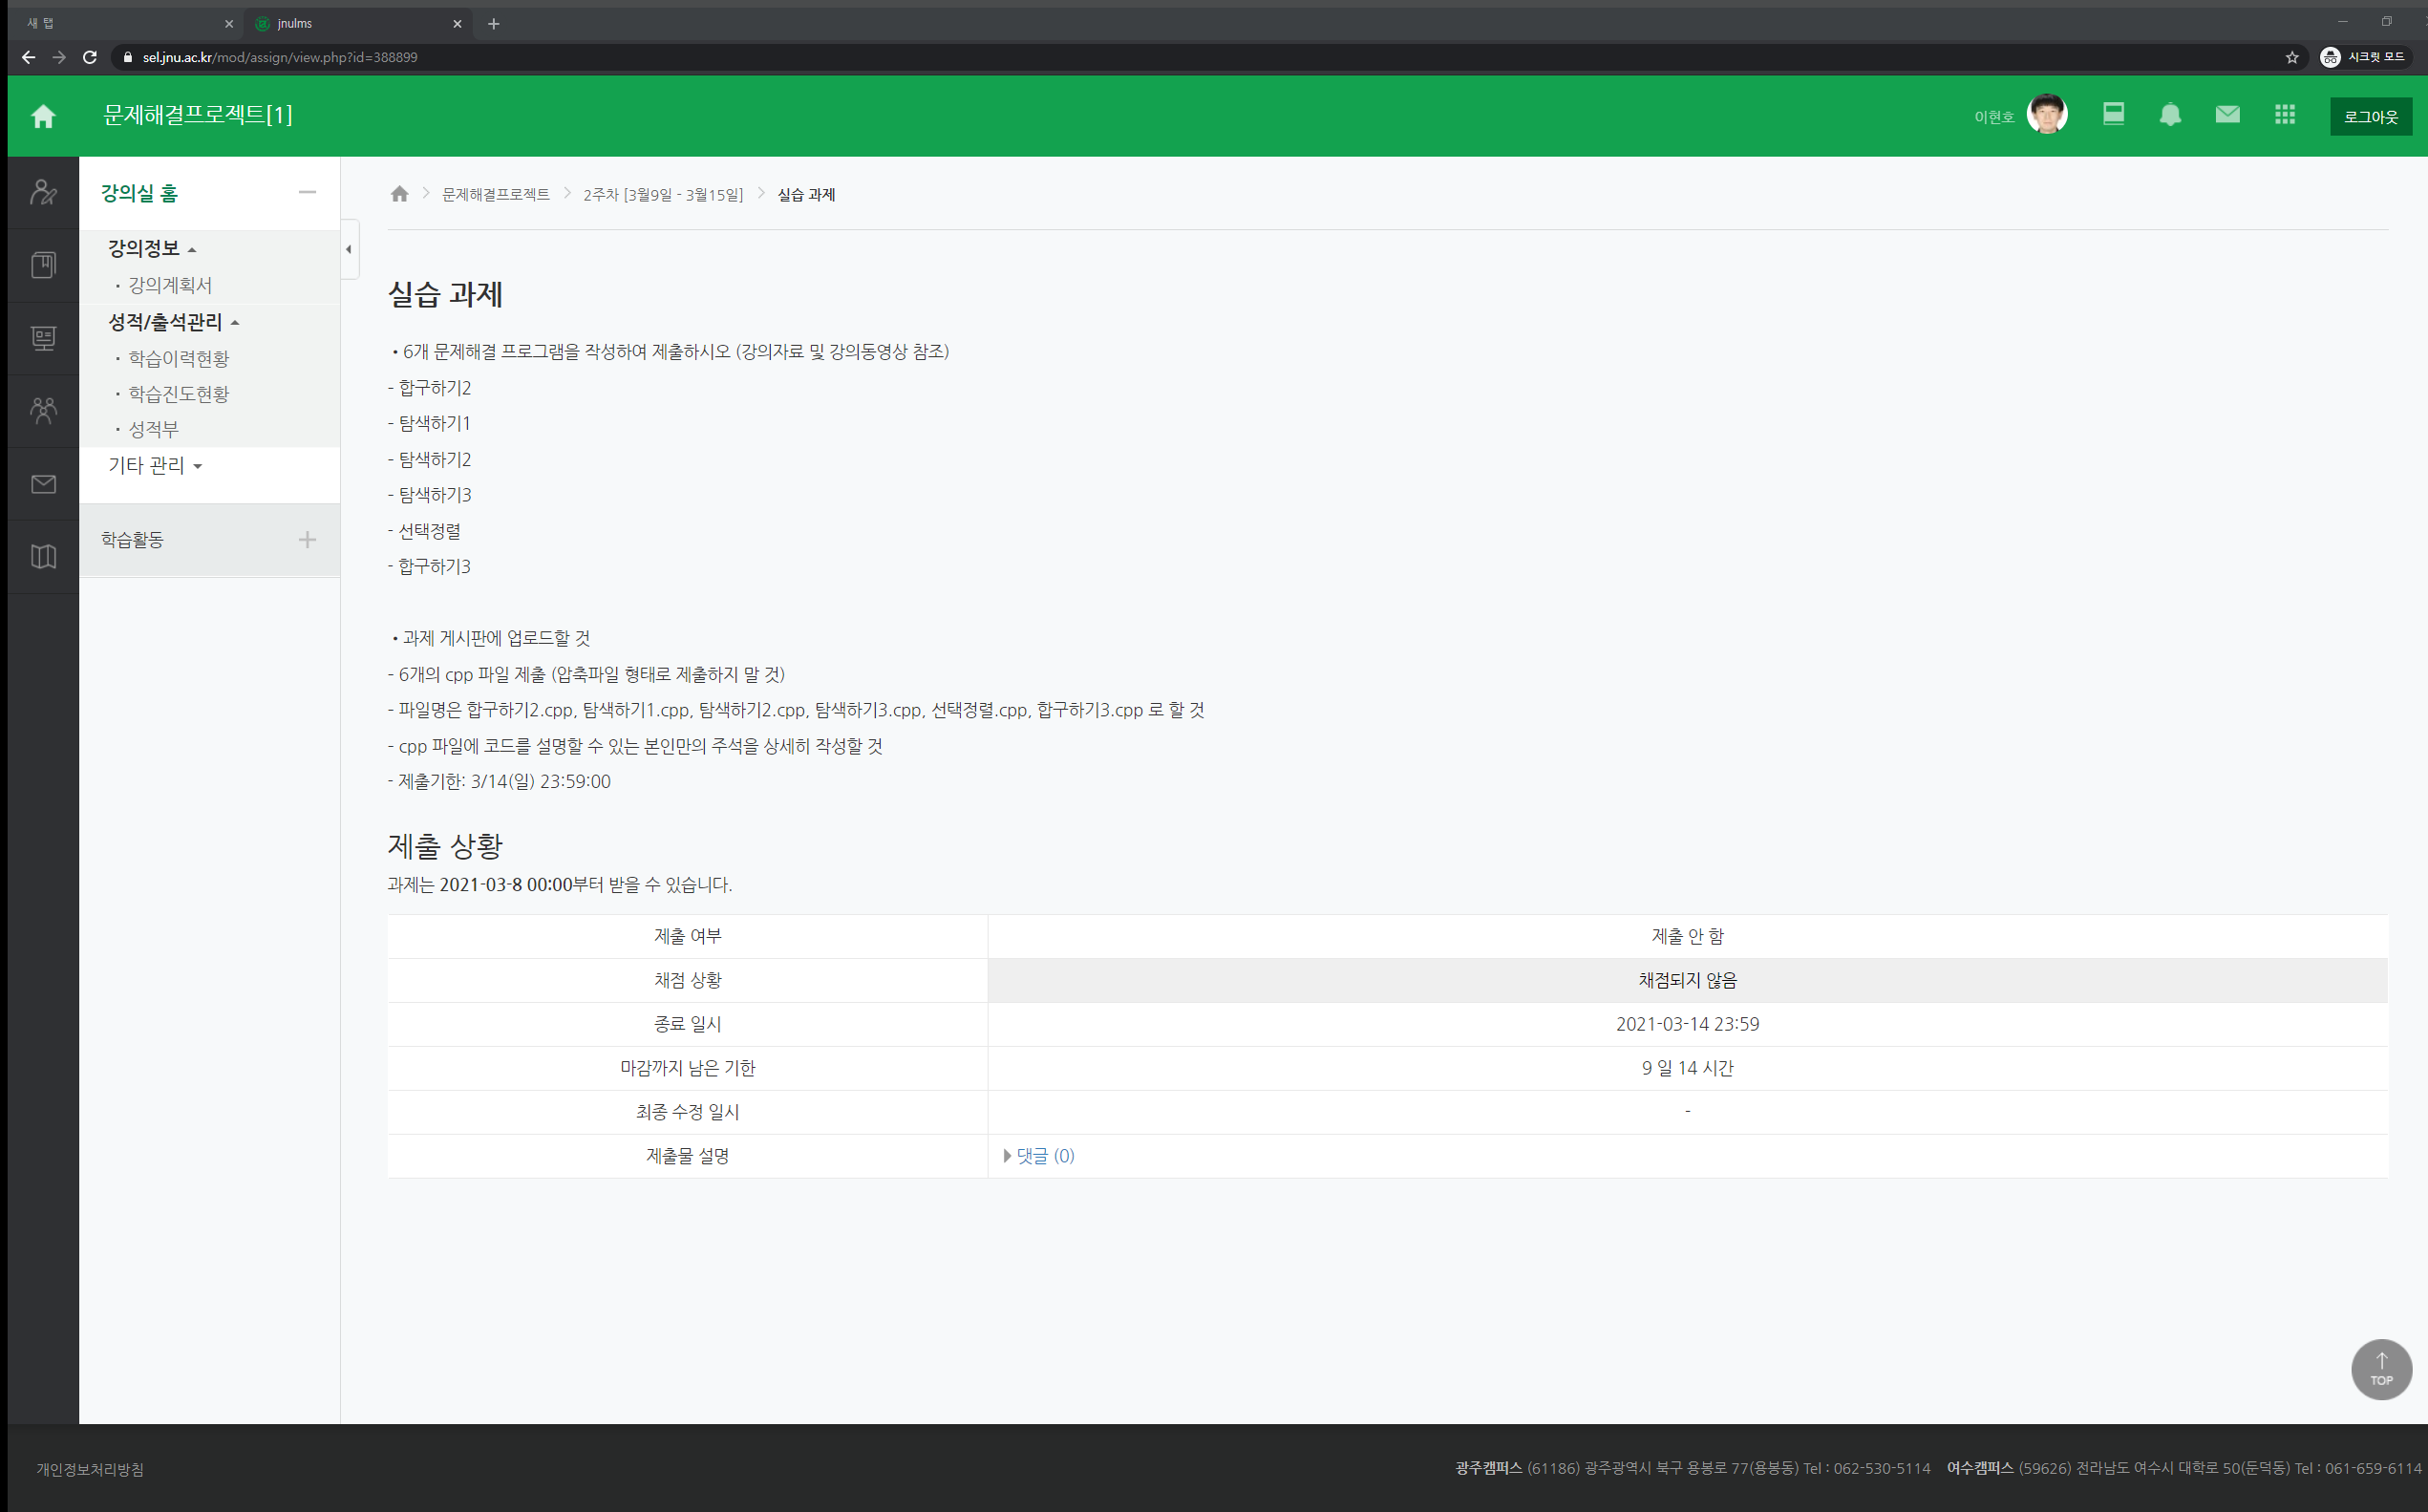 새 탭
jnulms
sel.jnu.ac.kr/mod/assign/view.php?id=388899
시크릿 모드
문제해결프로젝트[1]
이현호
로그아웃
강의실 홈
강의정보
· 강의계획서
성적/출석관리
· 학습이력현황
· 학습진도현황
· 성적부
기타 관리
학습활동
문제해결프로젝트 > 2주차 [3월9일 - 3월15일] > 실습 과제
실습 과제
• 6개 문제해결 프로그램을 작성하여 제출하시오 (강의자료 및 강의동영상 참조)
- 합구하기2
- 탐색하기1
- 탐색하기2
- 탐색하기3
- 선택정렬
- 합구하기3
• 과제 게시판에 업로드할 것
- 6개의 cpp 파일 제출 (압축파일 형태로 제출하지 말 것)
- 파일명은 합구하기2.cpp, 탐색하기1.cpp, 탐색하기2.cpp, 탐색하기3.cpp, 선택정렬.cpp, 합구하기3.cpp 로 할 것
- cpp 파일에 코드를 설명할 수 있는 본인만의 주석을 상세히 작성할 것
- 제출기한: 3/14(일) 23:59:00
제출 상황
과제는 2021-03-8 00:00부터 받을 수 있습니다.
제출 여부 제출 안 함
채점 상황 채점되지 않음
종료 일시 2021-03-14 23:59
마감까지 남은 기한 9 일 14 시간
최종 수정 일시 -
제출물 설명 댓글 (0)
TOP
개인정보처리방침
광주캠퍼스 (61186) 광주광역시 북구 용봉로 77(용봉동) Tel : 062-530-5114 여수캠퍼스 (59626) 전라남도 여수시 대학로 50(둔덕동) Tel : 061-659-6114